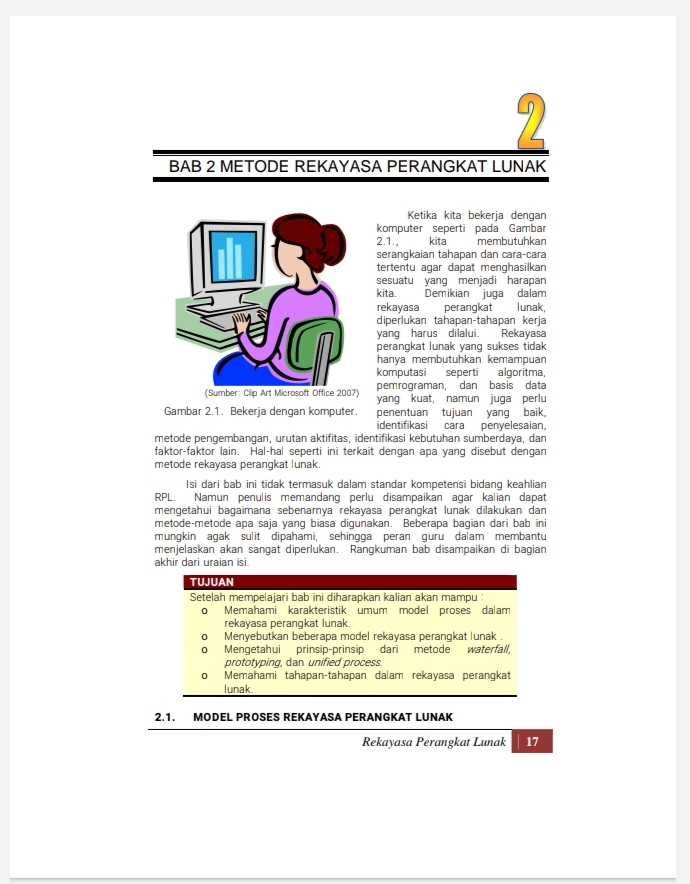 2
BAB 2 METODE REKAYASA PERANGKAT LUNAK
Ketika kita bekerja dengan
komputer seperti pada Gambar
2.1., kita membutuhkan
serangkaian tahapan dan cara-cara
tertentu agar dapat menghasilkan
sesuatu yang menjadi harapan
kita. Demikian juga dalam
rekayasa perangkat lunak,
diperlukan tahapan-tahapan kerja
yang harus dilalui. Rekayasa
perangkat lunak yang sukses tidak
hanya membutuhkan kemampuan
komputasi seperti algoritma,
pemrograman, dan basis data
yang kuat, namun juga perlu
penentuan tujuan yang baik,
identifikasi cara penyelesaian,
(Sumber: Clip Art Microsoft Office 2007)
Gambar 2.1. Bekerja dengan komputer.
metode pengembangan, urutan aktifitas, identifikasi kebutuhan sumberdaya, dan
faktor-faktor lain. Hal-hal seperti ini terkait dengan apa yang disebut dengan
metode rekayasa perangkat lunak.
Isi dari bab ini tidak termasuk dalam standar kompetensi bidang keahlian
RPL. Namun penulis memandang perlu disampaikan agar kalian dapat
mengetahui bagaimana sebenarnya rekayasa perangkat lunak dilakukan dan
metode-metode apa saja yang biasa digunakan. Beberapa bagian dari bab ini
mungkin agak sulit dipahami, sehingga peran guru dalam membantu
menjelaskan akan sangat diperlukan. Rangkuman bab disampaikan di bagian
akhir dari uraian isi.
TUJUAN
Setelah mempelajari bab ini diharapkan kalian akan mampu :
o Memahami karakteristik umum model proses dalam
rekayasa perangkat lunak.
o Menyebutkan beberapa model rekayasa perangkat lunak .
o Mengetahui prinsip-prinsip dari metode waterfall,
prototyping, dan unified process.
o Memahami tahapan-tahapan dalam rekayasa perangkat
lunak.
2.1. MODEL PROSES REKAYASA PERANGKAT LUNAK
Rekayasa Perangkat Lunak 17